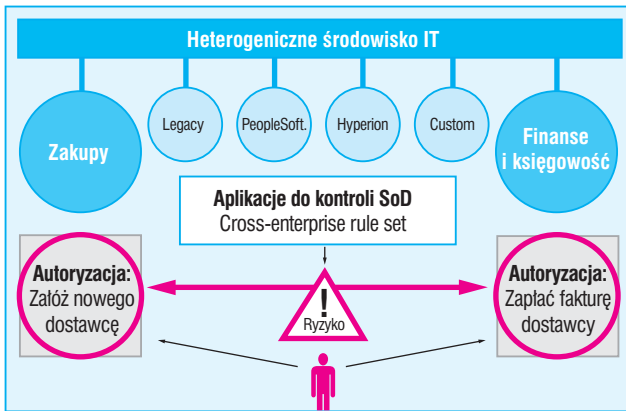 Heterogeniczne środowisko IT
Zakupy
Legacy
PeopleSoft.
Hyperion
Custom
Finanse
i księgowość
Aplikacje do kontroli SoD
Cross-enterprise rule set
Autoryzacja:
Załóż nowego
dostawcę
!
Ryzyko
Autoryzacja:
Zapłać fakturę
dostawcy